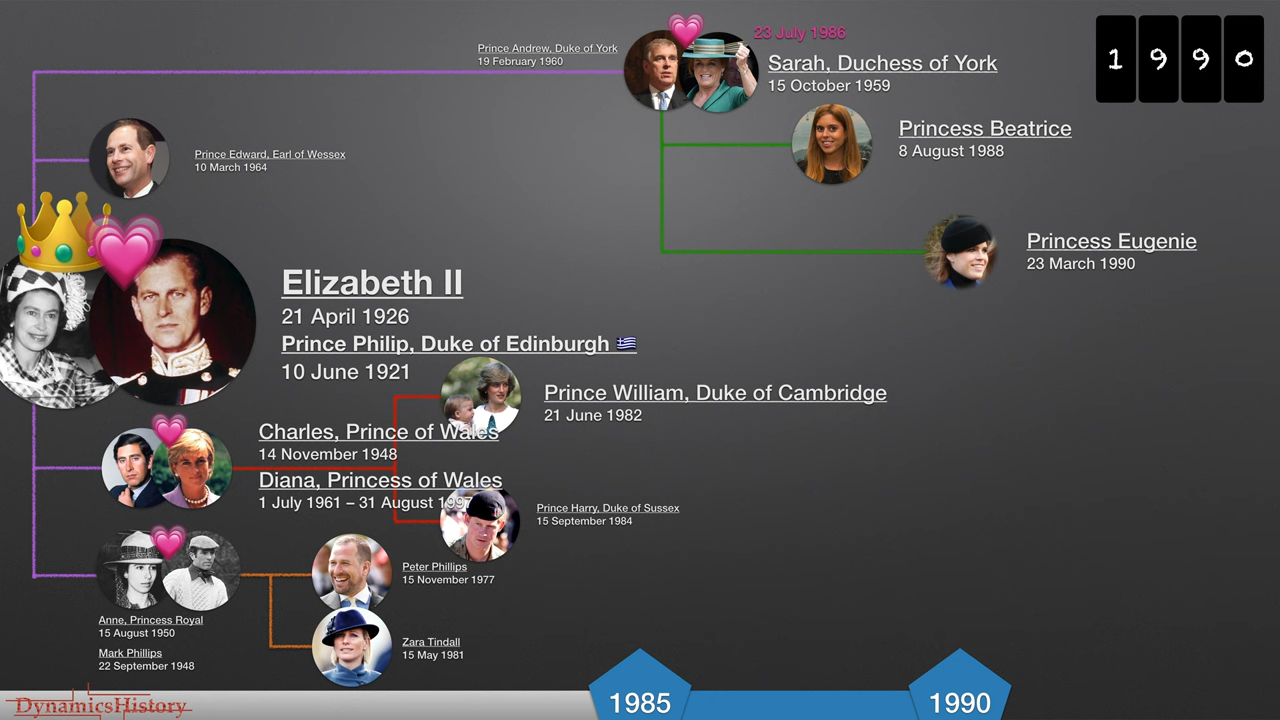 Prince Andrew, Duke of York
19 February 1960
23 July 1986
Sarah, Duchess of York
15 October 1959
1990
Princess Beatrice
8 August 1988
Prince Edward, Earl of Wessex
10 March 1964
Princess Eugenie
23 March 1990
Elizabeth II
21 April 1926
Prince Philip, Duke of Edinburgh
10 June 1921
Prince William, Duke of Cambridge
21 June 1982
Charles, Prince of Wales
14 November 1948
Diana, Princess of Wales
1 July 1961 – 31 August 1997
Prince Harry, Duke of Sussex
15 September 1984
Peter Phillips
15 November 1977
Anne, Princess Royal
15 August 1950
Mark Phillips
22 September 1948
Zara Tindall
15 May 1981
DynamicsHistory
1985
1990